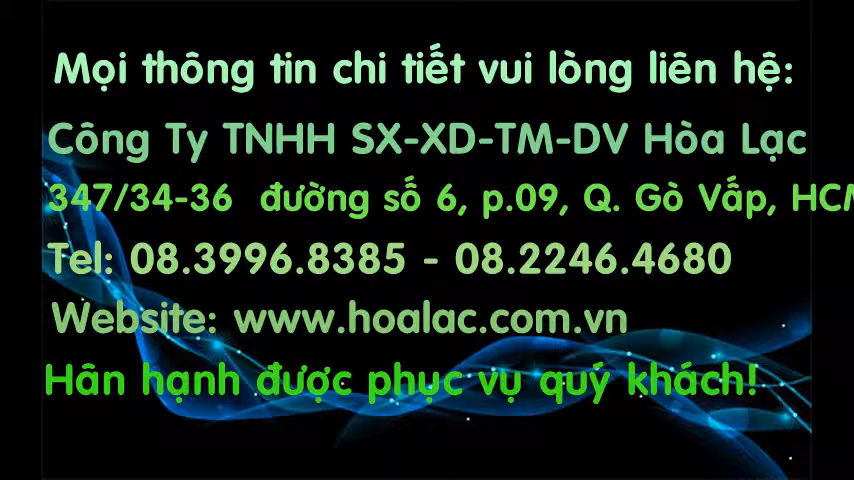 Mọi thông tin chi tiết vui lòng liên hệ:
Công Ty TNHH SX-XD-TM-DV Hòa Lạc
347/34-36 đường số 6, p.09, Q. Gò Vấp, HCM
Tel: 08.3996.8385 - 08.2246.4680
Website: www.hoalac.com.vn
Hân hạnh được phục vụ quý khách!